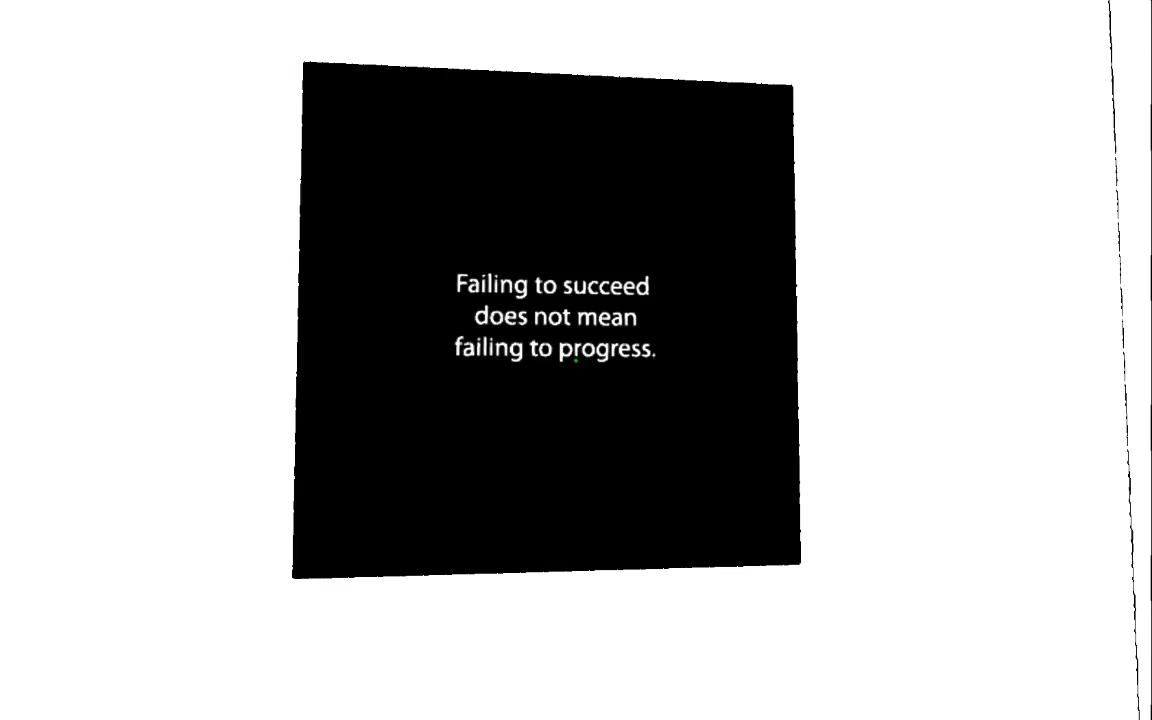 Failing to succeed
does not mean
failing to progress.